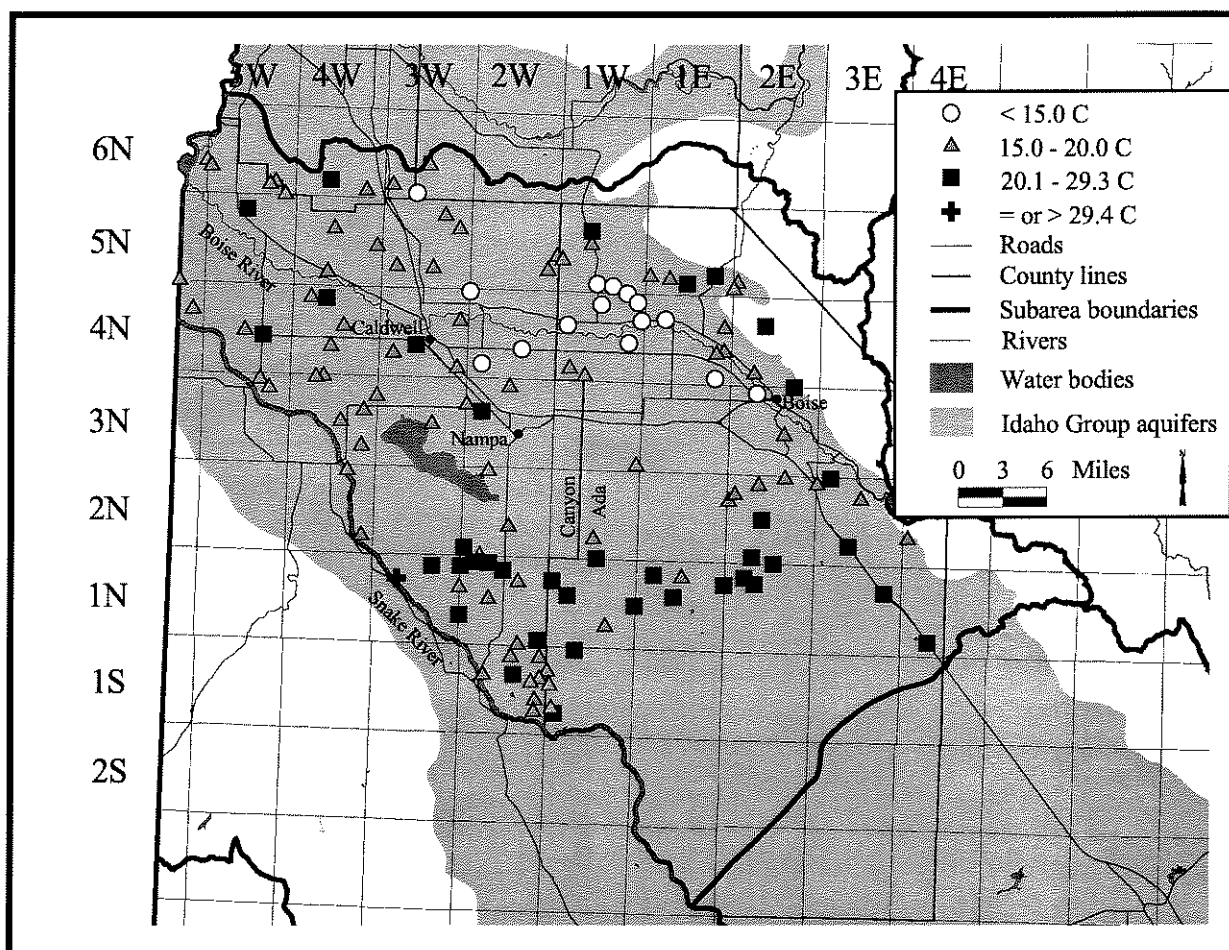 5W 4W 3W 2W 1W 1E 2E 3E 4E
6N
5N
4N
3N
2N
1N
1S
2S
< 15.0 C
15.0 - 20.0 C
20.1 - 29.3 C
= or > 29.4 C
Roads
County lines
Subarea boundaries
Rivers
Water bodies
Idaho Group aquifers
0 3 6 Miles
N
Boise River
Caldwell
Nampa
Boise
Canyon
Ada
Snake River